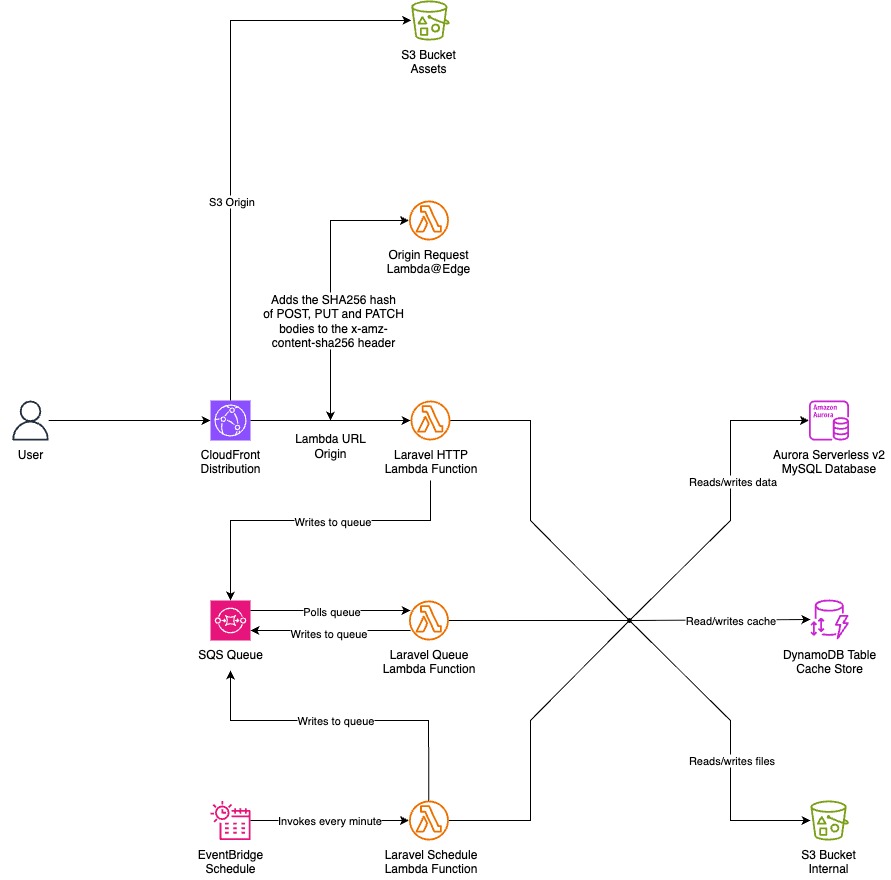 S3 Bucket
Assets
S3 Origin
Origin Request
Lambda@Edge
Adds the SHA256 hash
of POST, PUT and PATCH
bodies to the x-amz-
content-sha256 header
User
CloudFront
Distribution
Lambda URL
Origin
Laravel HTTP
Lambda Function
Amazon
Aurora
Aurora Serverless v2
MySQL Database
Reads/writes data
Writes to queue
Polls queue
Writes to queue
SQS Queue
Laravel Queue
Lambda Function
Read/writes cache
DynamoDB Table
Cache Store
Writes to queue
Reads/writes files
Invokes every minute
EventBridge
Schedule
Laravel Schedule
Lambda Function
S3 Bucket
Internal